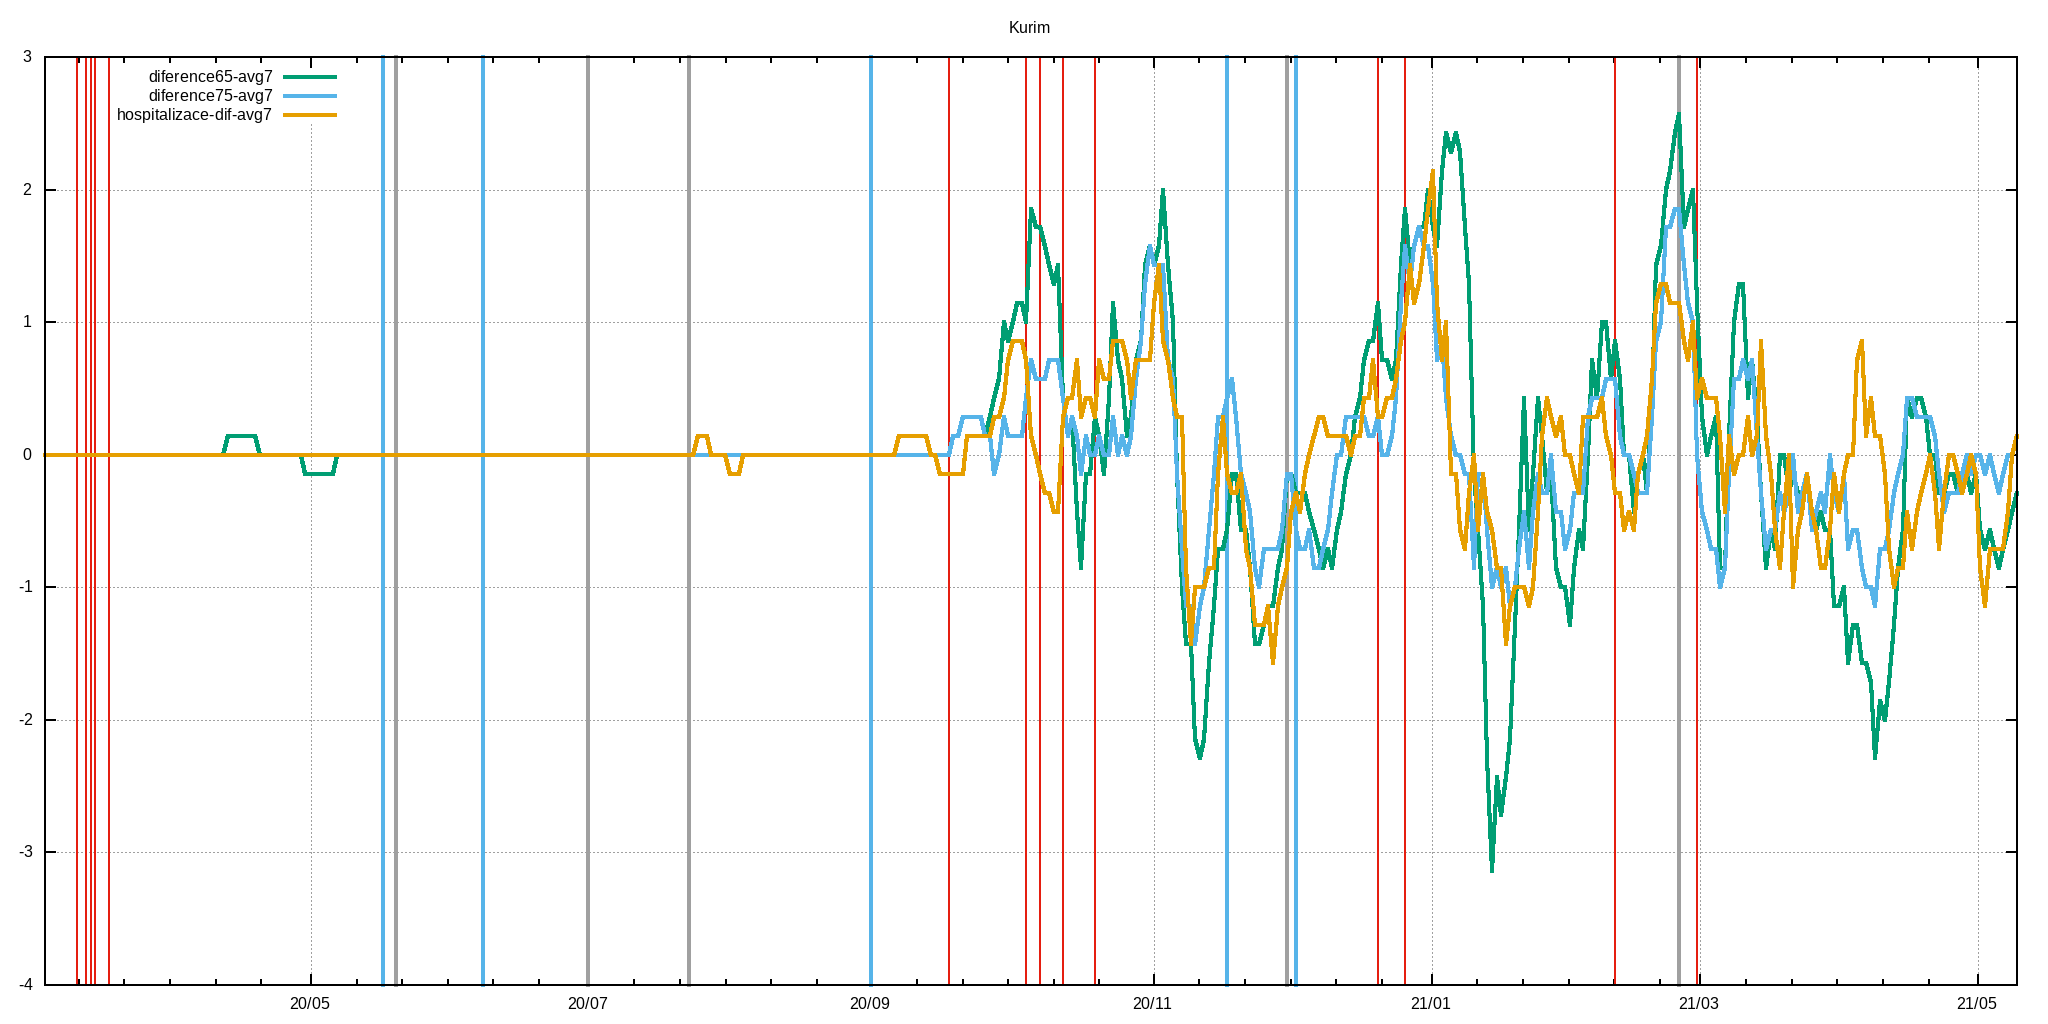 Kurim
3
diference65-avg7
diference75-avg7
hospitalizace-dif-avg7
2
1
0
-1
-2
-3
-4
20/05 20/07 20/09 20/11 21/01 21/03 21/05